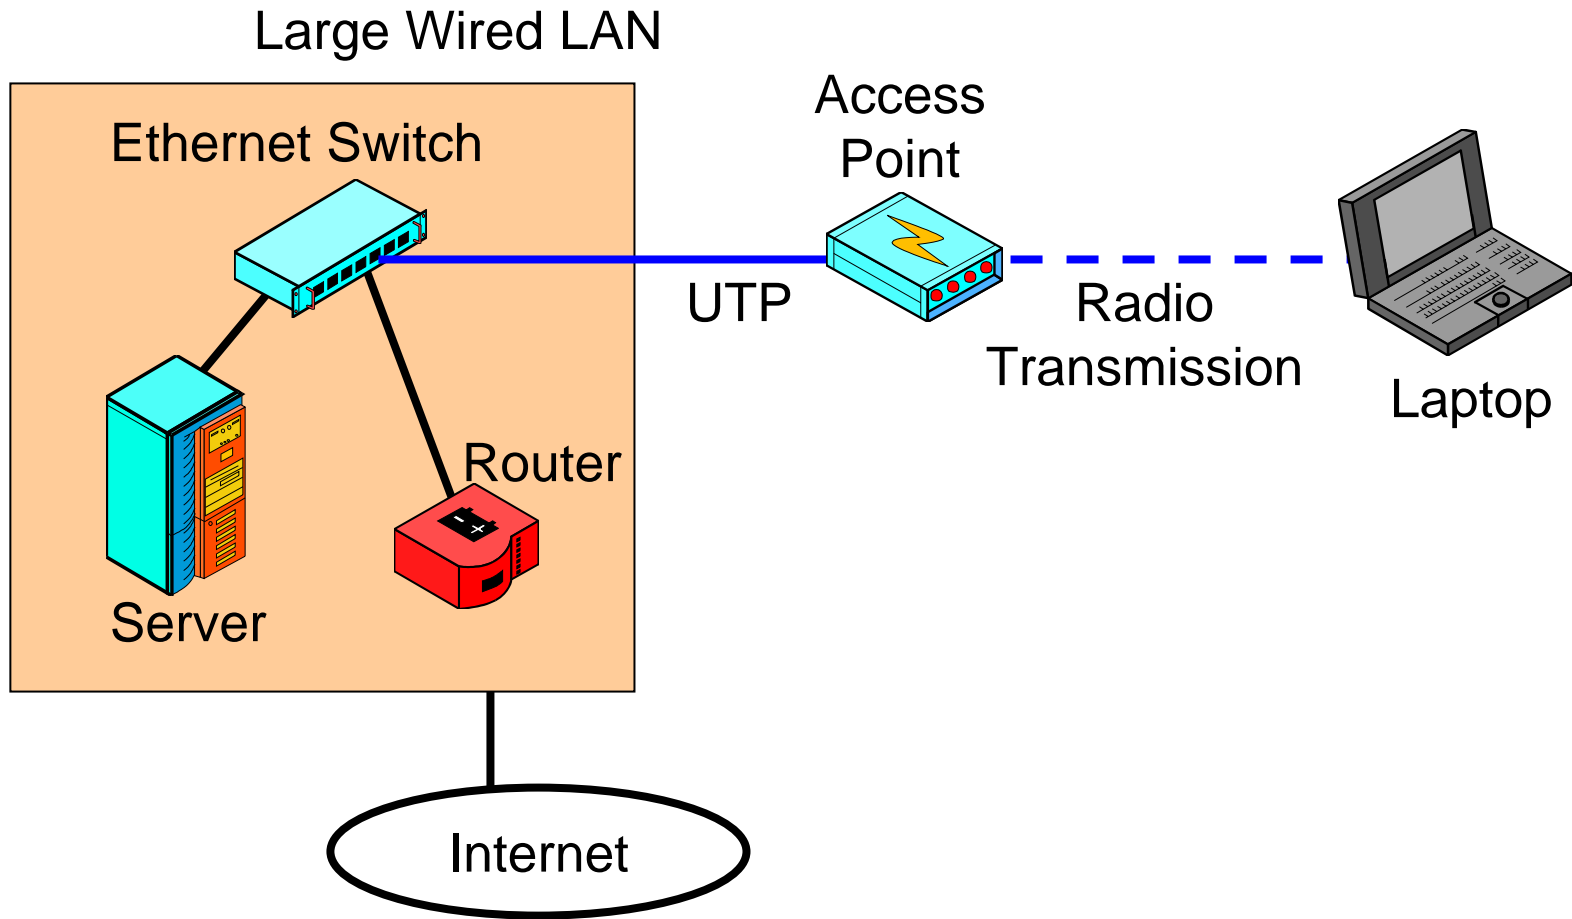 Large Wired LAN
Ethernet Switch
Access
Point
UTP
Radio
Transmission
Laptop
Router
Server
Internet